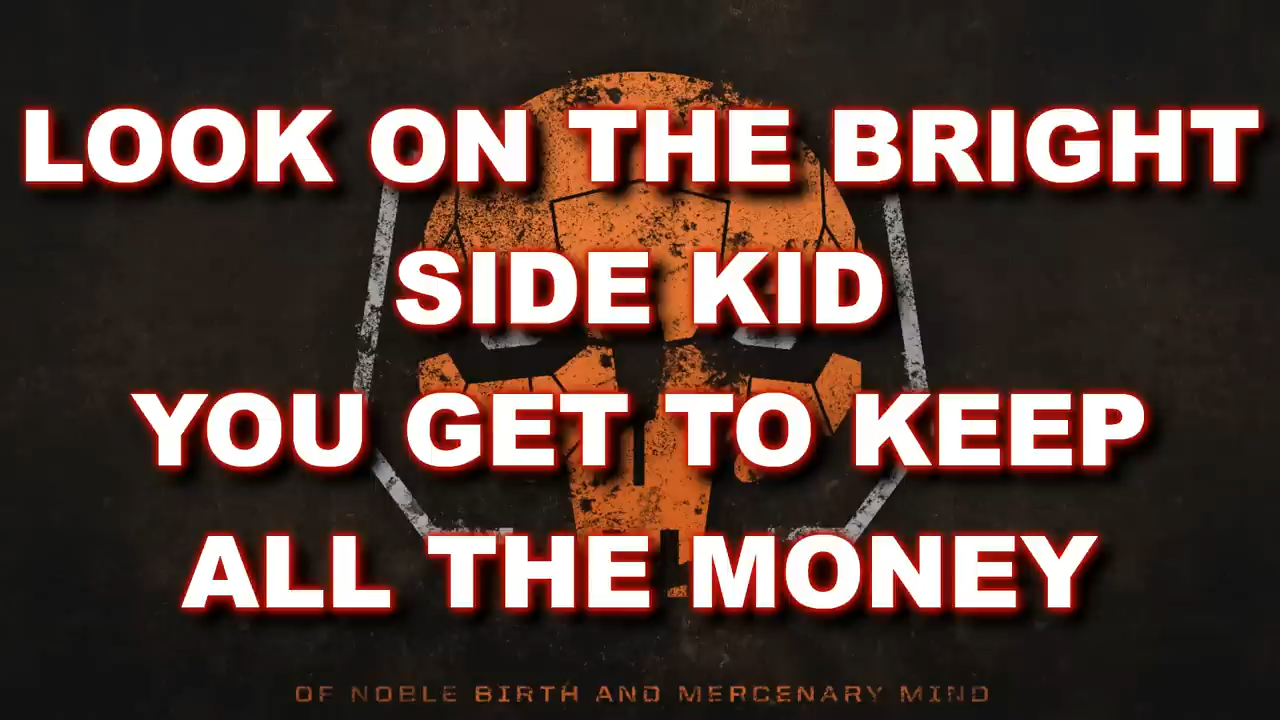 LOOK ON THE BRIGHT
SIDE KID
YOU GET TO KEEP
ALL THE MONEY
OF NOBLE BIRTH AND MERCENARY MIND